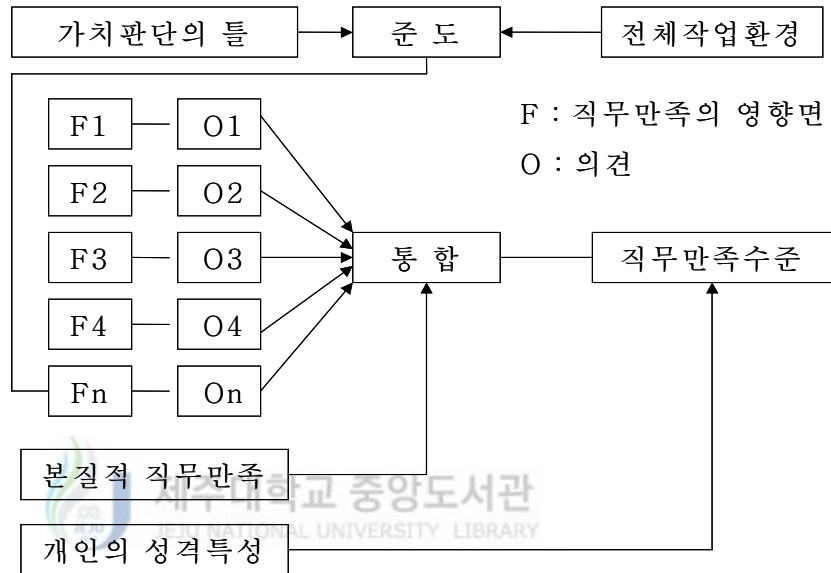 가치판단의 틀
준 도
전체작업환경
F : 직무만족의 영향면
O : 의견
F1
O1
F2
O2
F3
O3
F4
O4
Fn
On
통 합
직무만족수준
본질적 직무만족
제주대학교 중앙도서관
JEJU NATIONAL UNIVERSITY LIBRARY
개인의 성격특성
JEJU